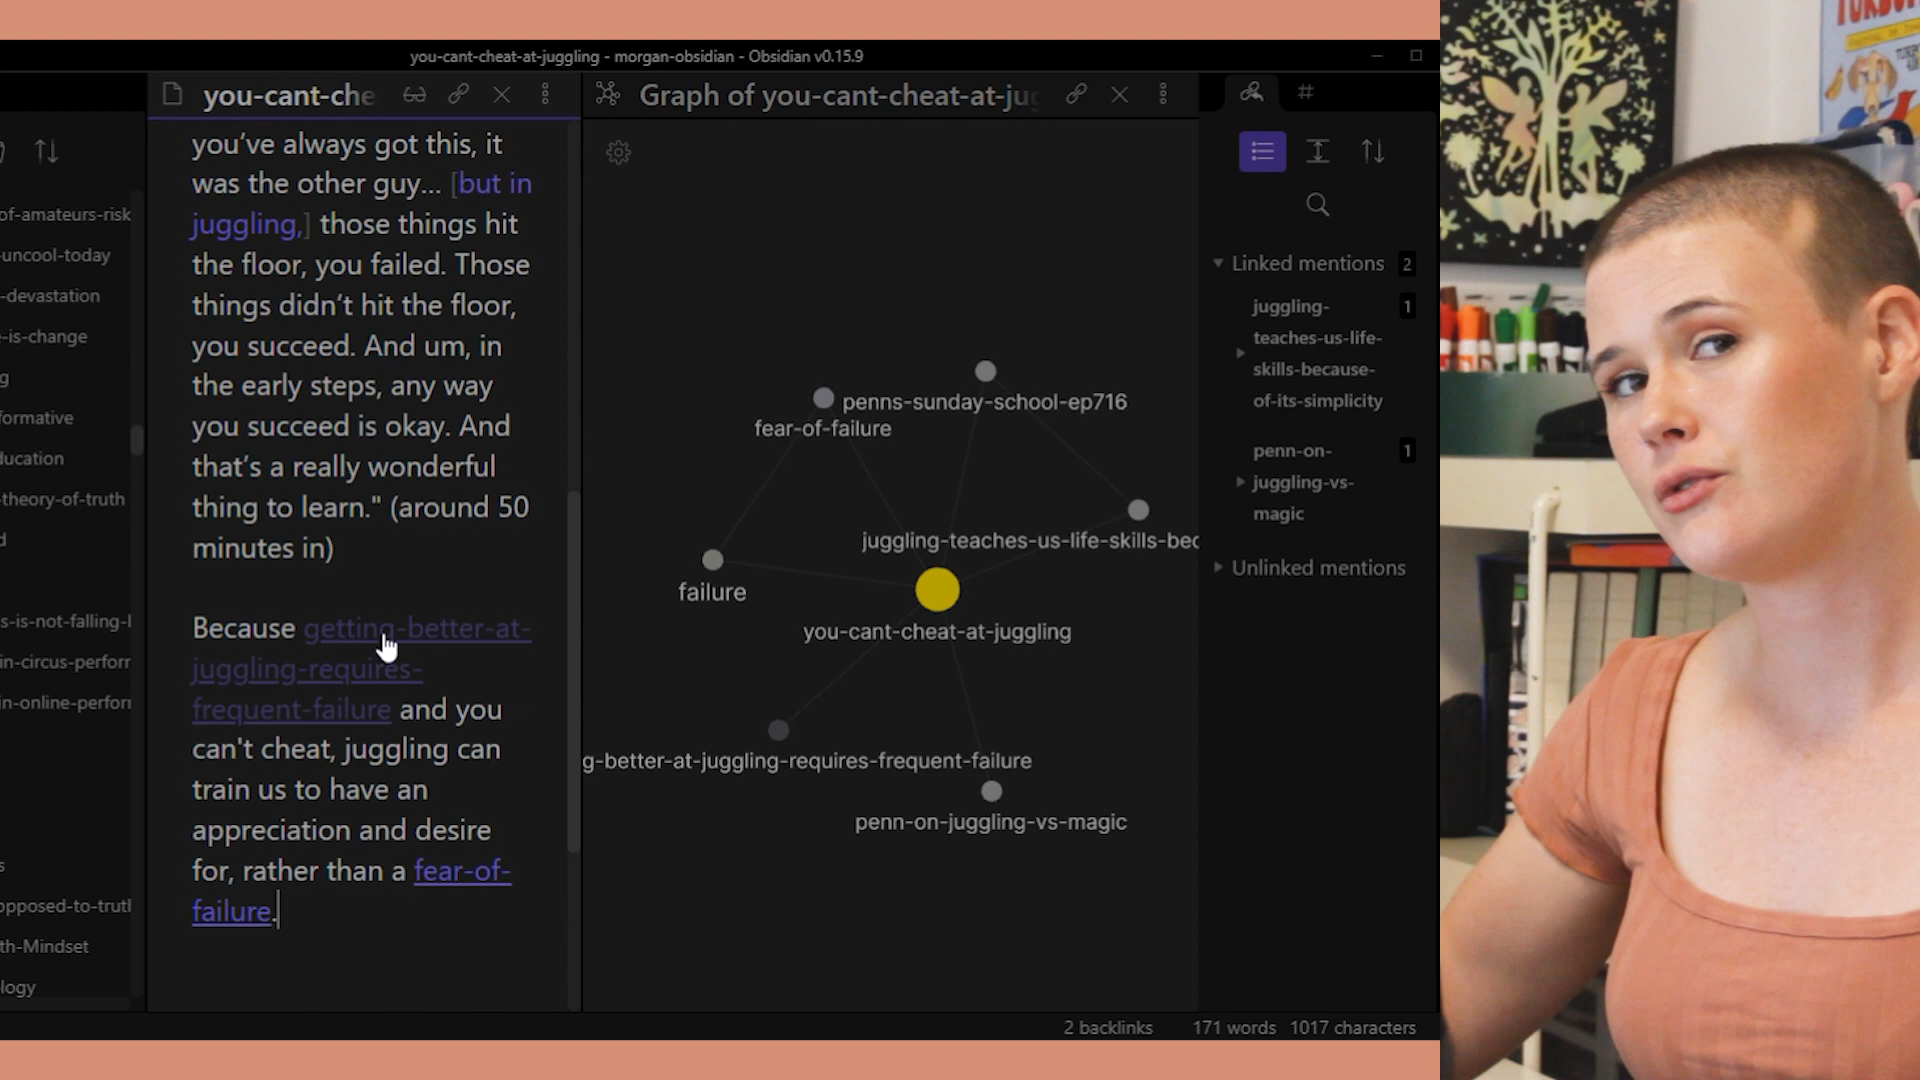 you-cant-cheat-at-juggling - morgan-obsidian - Obsidian v0.15.9
of-amateurs-risk
-uncool-today
-devastation
e-is-change
g
formative
ducation
-theory-of-truth
d
s-is-not-falling-l
in-circus-perforr
in-online-perforr
s
opposed-to-trutl
th-Mindset
logy
you-cant-che
you've always got this, it
was the other guy... [but in
juggling,] those things hit
the floor, you failed. Those
things didn't hit the floor,
you succeed. And um, in
the early steps, any way
you succeed is okay. And
that's a really wonderful
thing to learn." (around 50
minutes in)
Because getting-better-at-
juggling-requires-
frequent-failure and you
can't cheat, juggling can
train us to have an
appreciation and desire
for, rather than a fear-of-
failure.
Graph of you-cant-cheat-at-jug
penns-sunday-school-ep716
fear-of-failure
juggling-teaches-us-life-skills-bec
failure
you-cant-cheat-at-juggling
g-better-at-juggling-requires-frequent-failure
penn-on-juggling-vs-magic
#
Linked mentions 2
juggling- 1
teaches-us-life-
skills-because-
of-its-simplicity
penn-on- 1
juggling-vs-
magic
Unlinked mentions
2 backlinks 171 words 1017 characters